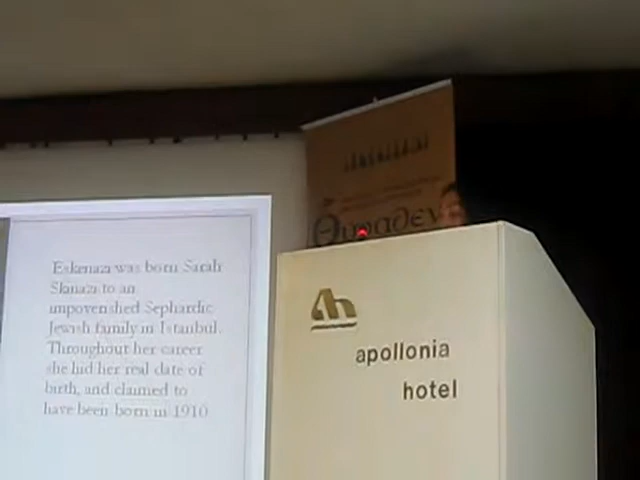 Θυραθεν
Eskenazi was born Sarah
Skinazi to an
impoverished Sephardic
Jewish family in Istanbul.
Throughout her career
she hid her real date of
birth, and claimed to
have been born in 1910
apollonia
hotel